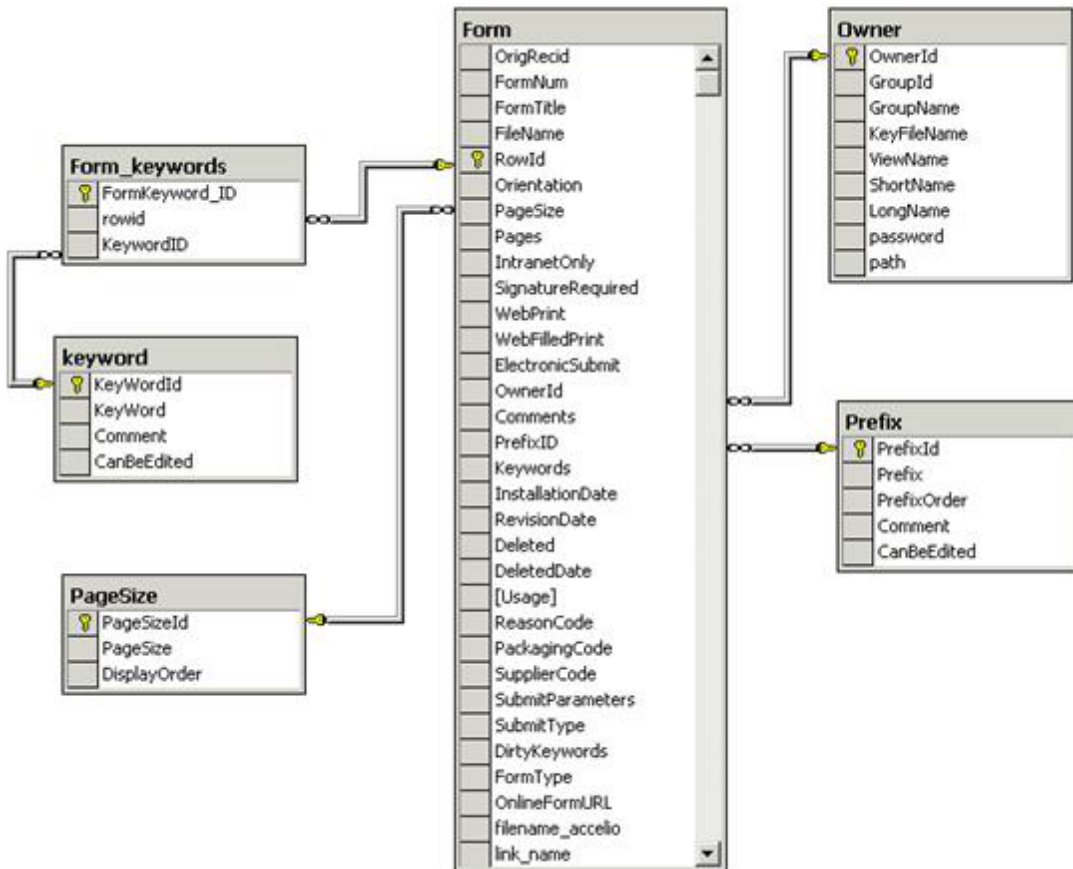 Form_keywords
FormKeyword_ID
rowid
KeywordID
keyword
KeyWordId
KeyWord
Comment
CanBeEdited
PageSize
PageSizeId
PageSize
DisplayOrder
Form
OrigRecid
FormNum
FormTitle
FileName
RowId
Orientation
PageSize
Pages
IntranetOnly
SignatureRequired
WebPrint
WebFilledPrint
ElectronicSubmit
OwnerId
Comments
PrefixID
Keywords
InstallationDate
RevisionDate
Deleted
DeletedDate
[Usage]
ReasonCode
PackagingCode
SupplierCode
SubmitParameters
SubmitType
DirtyKeywords
FormType
OnlineFormURL
filename_accelio
link_name
Owner
OwnerId
GroupId
GroupName
KeyFileName
ViewName
ShortName
LongName
password
path
Prefix
PrefixId
Prefix
PrefixOrder
Comment
CanBeEdited